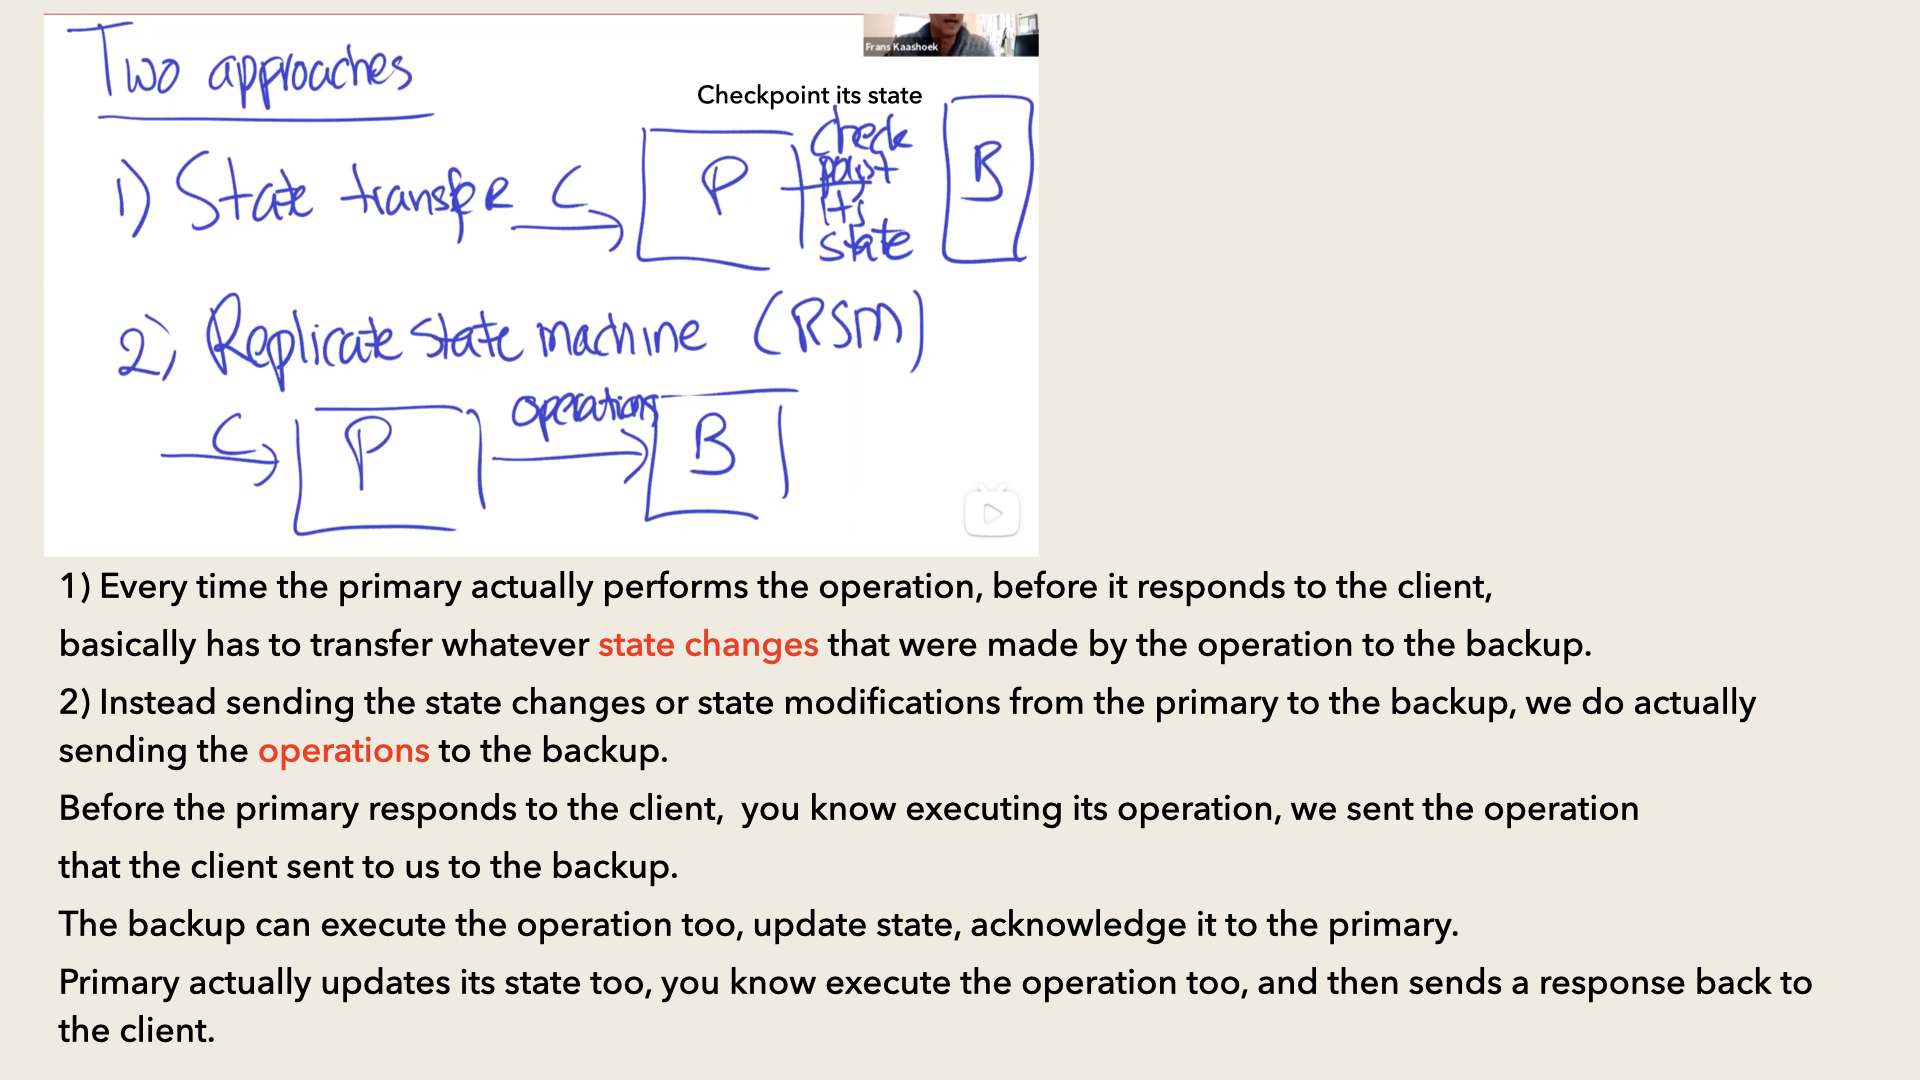 Two approaches
Frans Kaashoek
Checkpoint its state
1) State transfer C P check B
point
its
state
2) Replicate state machine (RSM)
C P operations B
1) Every time the primary actually performs the operation, before it responds to the client,
basically has to transfer whatever state changes that were made by the operation to the backup.
2) Instead sending the state changes or state modifications from the primary to the backup, we do actually
sending the operations to the backup.
Before the primary responds to the client,  you know executing its operation, we sent the operation
that the client sent to us to the backup.
The backup can execute the operation too, update state, acknowledge it to the primary.
Primary actually updates its state too, you know execute the operation too, and then sends a response back to
the client.